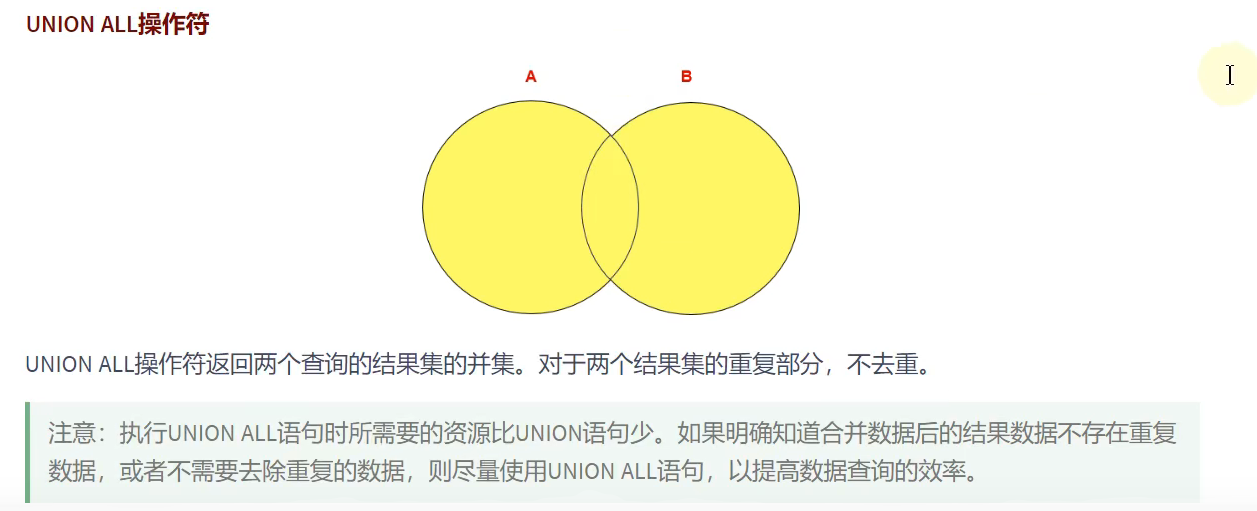 UNION ALL操作符
A B
UNION ALL操作符返回两个查询的结果集的并集。对于两个结果集的重复部分，不去重。
注意：执行UNION ALL语句时所需要的资源比UNION语句少。如果明确知道合并数据后的结果数据不存在重复
数据，或者不需要去除重复的数据，则尽量使用UNION ALL语句，以提高数据查询的效率。